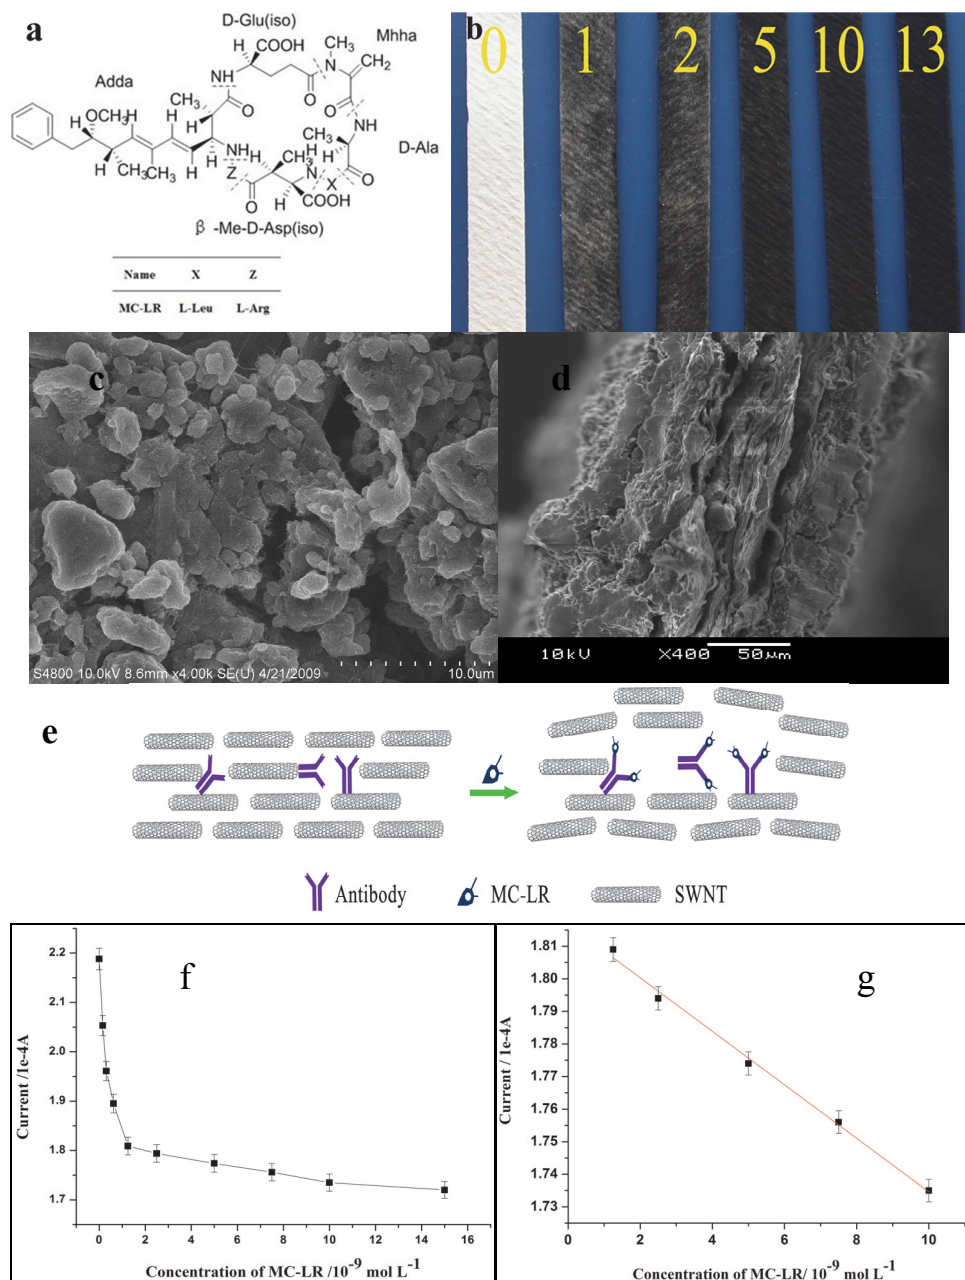 a
D-Glu(iso)
COOH
CH3
Mhha
N
CH2
NH
O
O
O
Adda
OCH3
CH3
H
H
H
NH
D-Ala
CH3
H
H
H
H
NH
H
CH3
H
CH3
CH3
Z
H
N
X
O
O
H
COOH
β -Me-D-Asp(iso)
Name X Z
MC-LR L-Leu L-Arg
b
0 1 2 5 10 13
c
S4800 10.0kV 8.6mm x4.00k SE(U) 4/21/2009 10.0um
d
10kV X400 50μm
e
Antibody MC-LR SWNT
f
Current /1e-4A
2.2
2.1
2.0
1.9
1.8
1.7
0 2 4 6 8 10 12 14 16
Concentration of MC-LR /10-9 mol L-1
g
Current / 1e-4A
1.81
1.80
1.79
1.78
1.77
1.76
1.75
1.74
1.73
0 2 4 6 8 10
Concentration of MC-LR/ 10-9 mol L-1